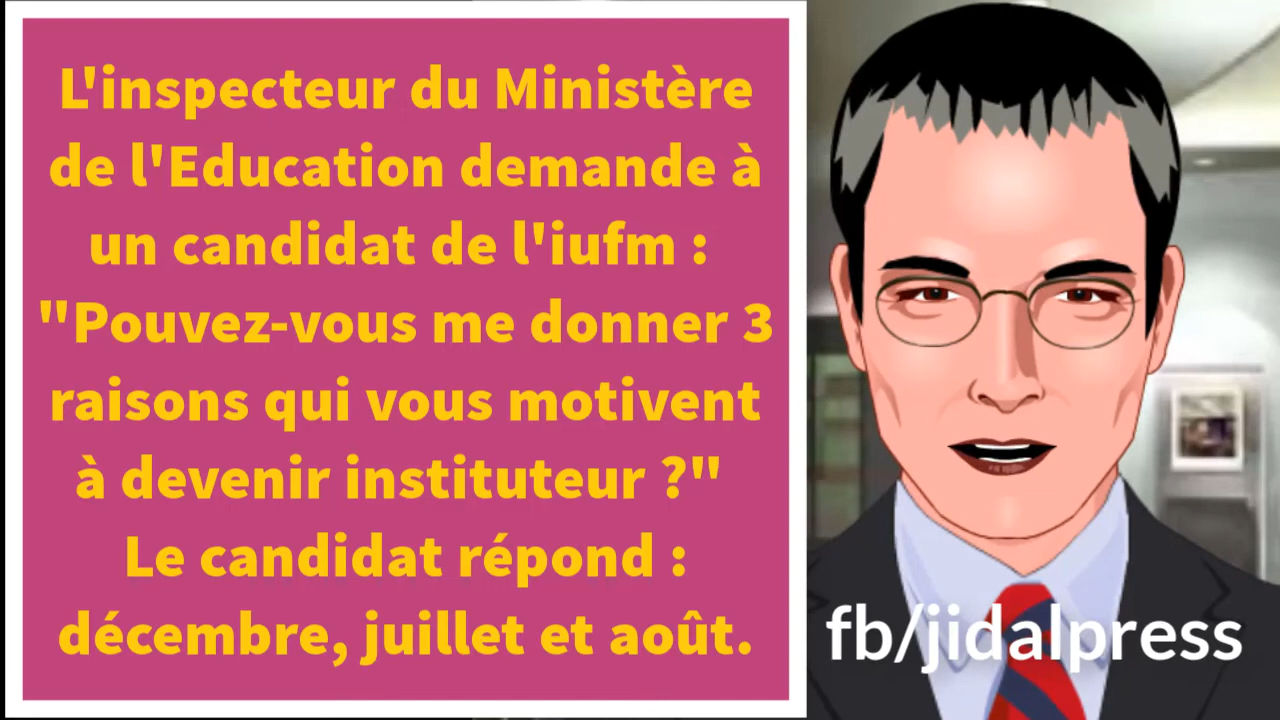 L'inspecteur du Ministère
de l'Education demande à
un candidat de l'iufm :
"Pouvez-vous me donner 3
raisons qui vous motivent
à devenir instituteur ?"
Le candidat répond :
décembre, juillet et août.
fb/jidalpress